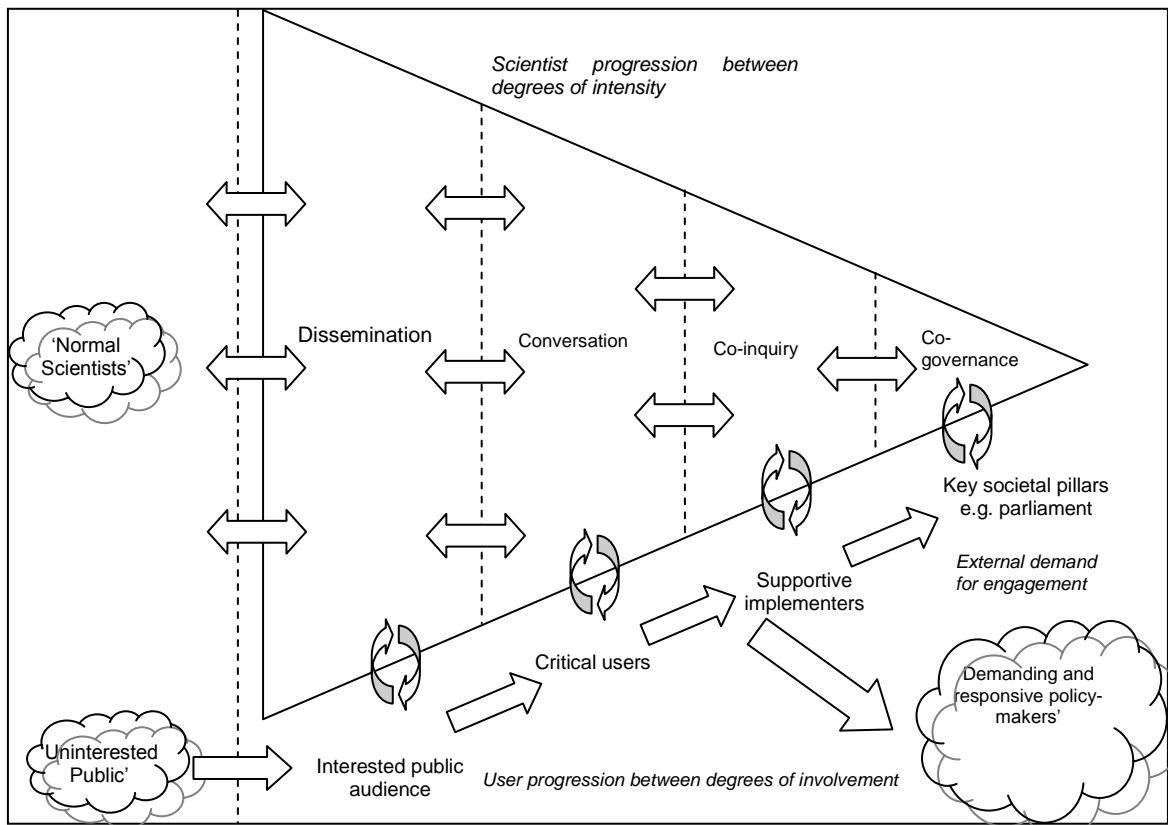 Scientist progression between
degrees of intensity
'Normal
Scientists'
Dissemination
Conversation
Co-inquiry
Co-
governance
Key societal pillars
e.g. parliament
External demand
for engagement
Supportive
implementers
Critical users
Demanding and
responsive policy-
makers'
Uninterested
Public'
Interested public
audience
User progression between degrees of involvement